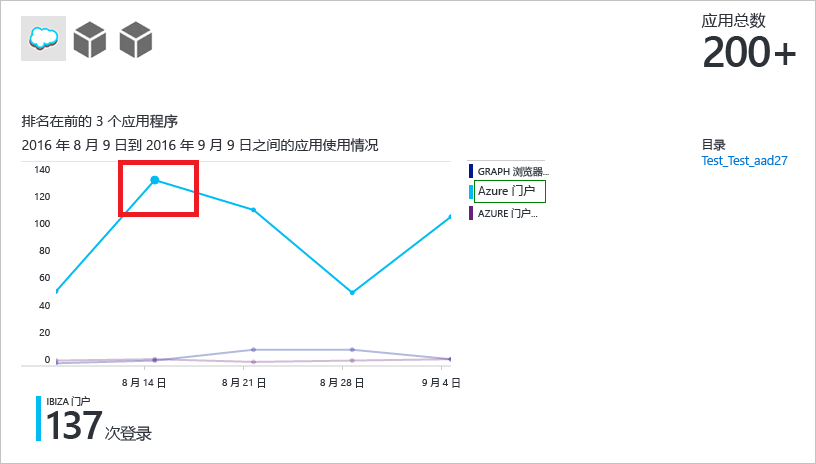 应用总数
200+
排名在前的 3 个应用程序
2016 年 8 月 9 日到 2016 年 9 月 9 日之间的应用使用情况
目录
Test_Test_aad27
140
120
100
80
60
40
20
0
8 月 14 日
8 月 21 日
8 月 28 日
9 月 4 日
GRAPH 浏览器...
Azure 门户
AZURE 门户...
IBIZA 门户
137 次登录